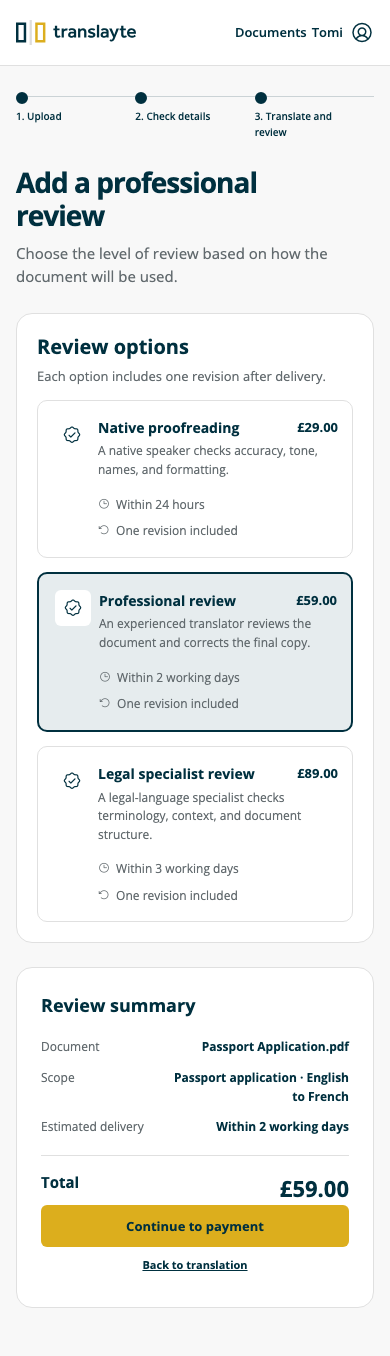 translayte
Documents Tomi
1. Upload
2. Check details
3. Translate and
review
Add a professional
review
Choose the level of review based on how the
document will be used.
Review options
Each option includes one revision after delivery.
Native proofreading £29.00
A native speaker checks accuracy, tone,
names, and formatting.
Within 24 hours
One revision included
Professional review £59.00
An experienced translator reviews the
document and corrects the final copy.
Within 2 working days
One revision included
Legal specialist review £89.00
A legal-language specialist checks
terminology, context, and document
structure.
Within 3 working days
One revision included
Review summary
Document Passport Application.pdf
Scope Passport application · English
to French
Estimated delivery Within 2 working days
Total £59.00
Continue to payment
Back to translation